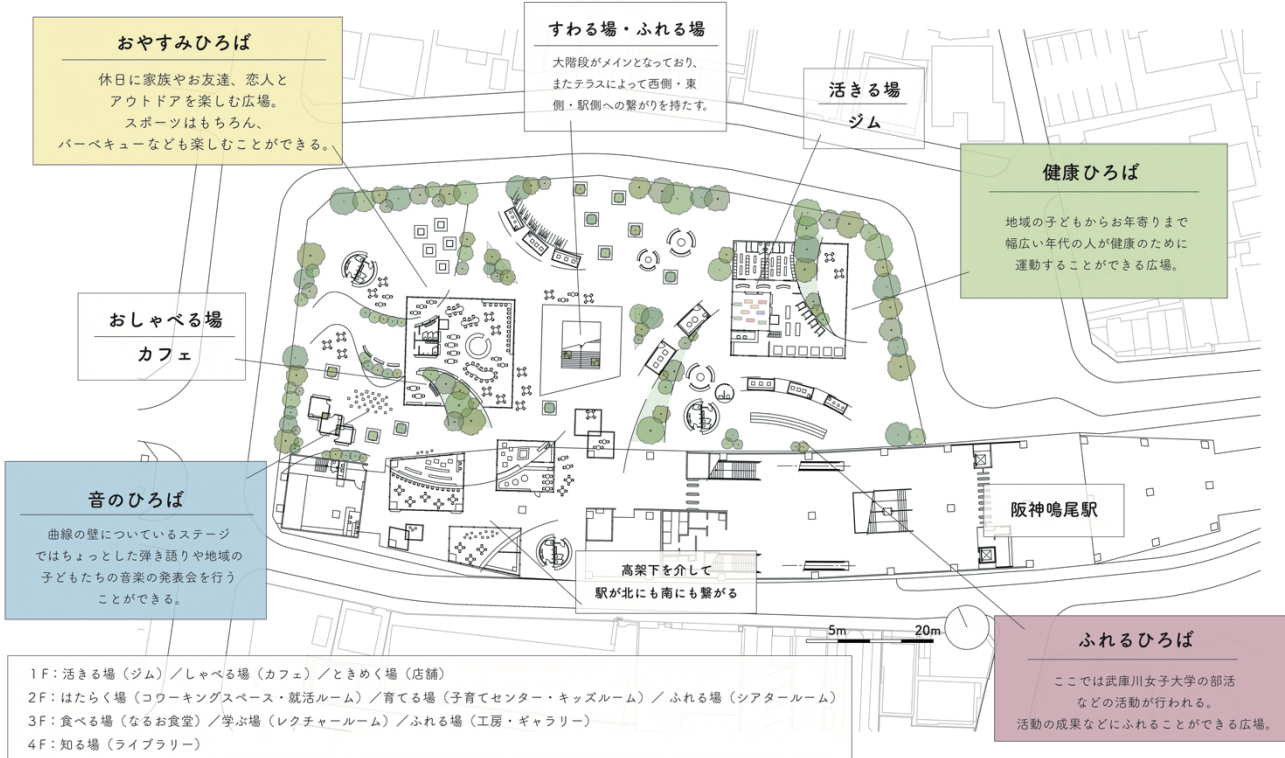 おやすみひろば
休日に家族やお友達、恋人と
アウトドアを楽しむ広場。
スポーツはもちろん、
バーベキューなども楽しむことができる。
すわる場・ふれる場
大階段がメインとなっており、
またテラスによって西側・東
側・駅側への繋がりを持たす。
活きる場
ジム
健康ひろば
地域の子どもからお年寄りまで
幅広い年代の人が健康のために
運動することができる広場。
おしゃべる場
カフェ
音のひろば
曲線の壁についているステージ
ではちょっとした弾き語りや地域の
子どもたちの音楽の発表会を行う
ことができる。
阪神鳴尾駅
高架下を介して
駅が北にも南にも繋がる
5m 20m
ふれるひろば
ここでは武庫川女子大学の部活
などの活動が行われる。
活動の成果などにふれることができる広場。
1F：活きる場（ジム）／しゃべる場（カフェ）／ときめく場（店舗）
2F：はたらく場（コワーキングスペース・就活ルーム）／育てる場（子育てセンター・キッズルーム）／ ふれる場（シアタールーム）
3F：食べる場（なるお食堂）／学ぶ場（レクチャールーム）／ふれる場（工房・ギャラリー）
4F：知る場（ライブラリー）